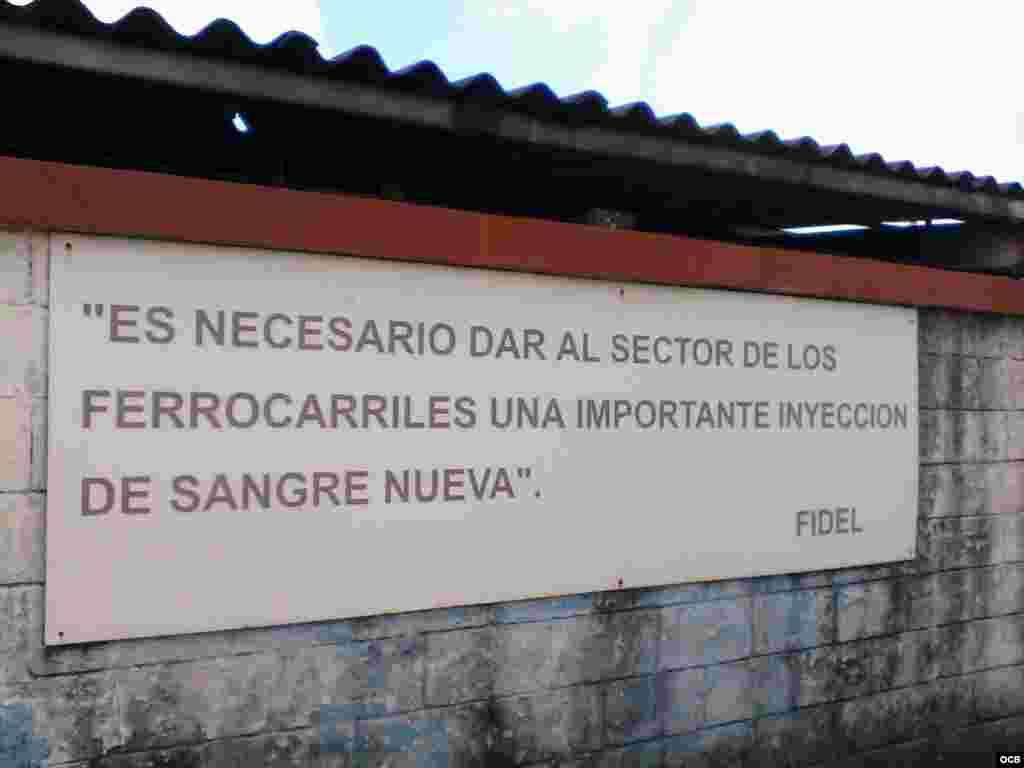 "ES NECESARIO DAR AL SECTOR DE LOS
FERROCARRILES UNA IMPORTANTE INYECCION
DE SANGRE NUEVA".
FIDEL
OCB